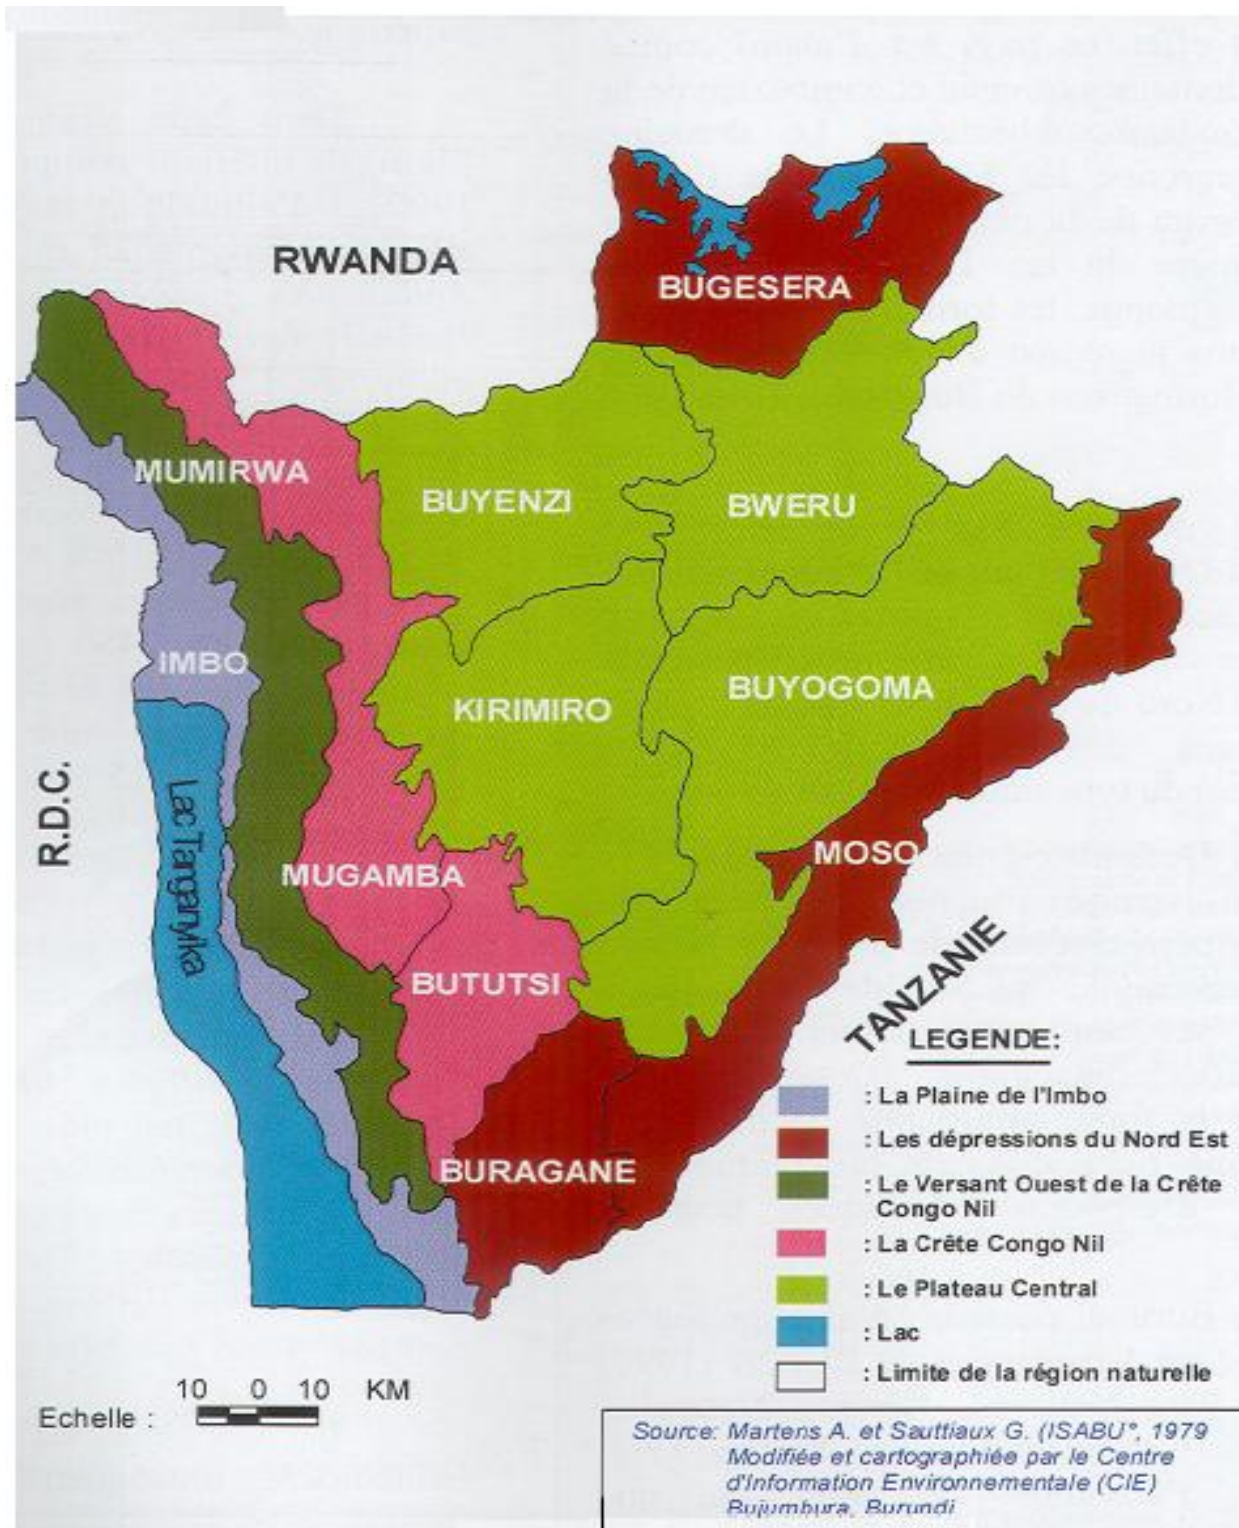 RWANDA
BUGESERA
MUMIRWA
BUYENZI
BWERU
IMBO
KIRIMIRO
BUYOGOMA
R.D.C.
Lac Tanganyika
MUGAMBA
MOSO
BUTUTSI
TANZANIE
BURAGANE
LEGENDE:
: La Plaine de l'Imbo
: Les dépressions du Nord Est
: Le Versant Ouest de la Crête
Congo Nil
: La Crête Congo Nil
: Le Plateau Central
: Lac
: Limite de la région naturelle
10 0 10 KM
Echelle :
Source: Martens A. et Sauttiaux G. (ISABU°, 1979
Modifiée et cartographiée par le Centre
d'Information Environnementale (CIE)
Bujumbura, Burundi